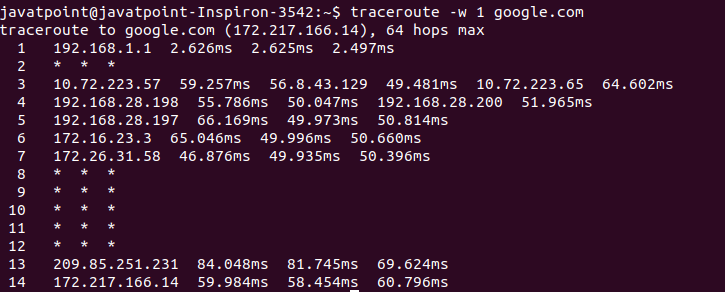 javatpoint@javatpoint-Inspiron-3542:~$ traceroute -w 1 google.com
traceroute to google.com (172.217.166.14), 64 hops max
1 192.168.1.1 2.626ms 2.625ms 2.497ms
2 * * *
3 10.72.223.57 59.257ms 56.8.43.129 49.481ms 10.72.223.65 64.602ms
4 192.168.28.198 55.786ms 50.047ms 192.168.28.200 51.965ms
5 192.168.28.197 66.169ms 49.973ms 50.814ms
6 172.16.23.3 65.046ms 49.996ms 50.660ms
7 172.26.31.58 46.876ms 49.935ms 50.396ms
8 * * *
9 * * *
10 * * *
11 * * *
12 * * *
13 209.85.251.231 84.048ms 81.745ms 69.624ms
14 172.217.166.14 59.984ms 58.454ms 60.796ms